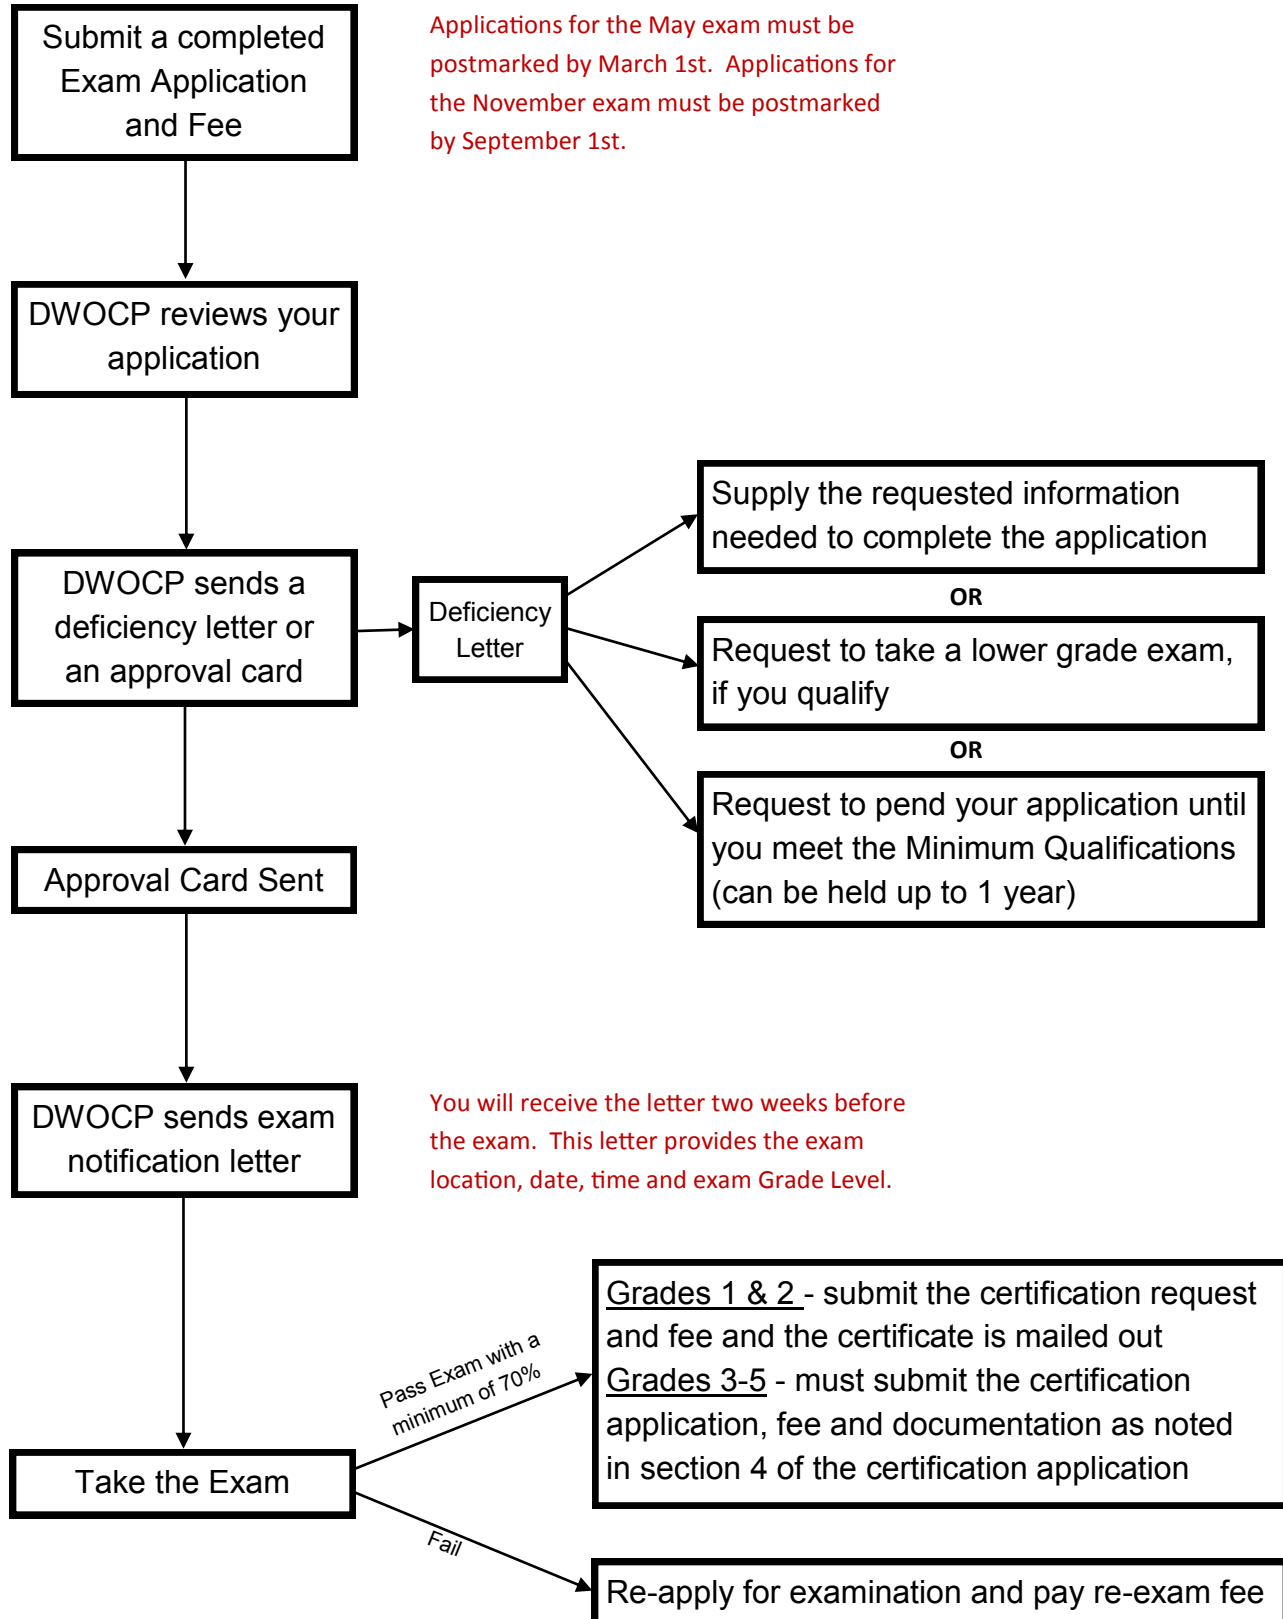 Submit a completed
Exam Application
and Fee
Applications for the May exam must be
postmarked by March 1st.  Applications for
the November exam must be postmarked
by September 1st.
DWOCP reviews your
application
DWOCP sends a
deficiency letter or
an approval card
Deficiency
Letter
Supply the requested information
needed to complete the application
OR
Request to take a lower grade exam,
if you qualify
OR
Request to pend your application until
you meet the Minimum Qualifications
(can be held up to 1 year)
Approval Card Sent
DWOCP sends exam
notification letter
You will receive the letter two weeks before
the exam.  This letter provides the exam
location, date, time and exam Grade Level.
Take the Exam
Pass Exam with a
minimum of 70%
Grades 1 & 2 - submit the certification request
and fee and the certificate is mailed out
Grades 3-5 - must submit the certification
application, fee and documentation as noted
in section 4 of the certification application
Fail
Re-apply for examination and pay re-exam fee